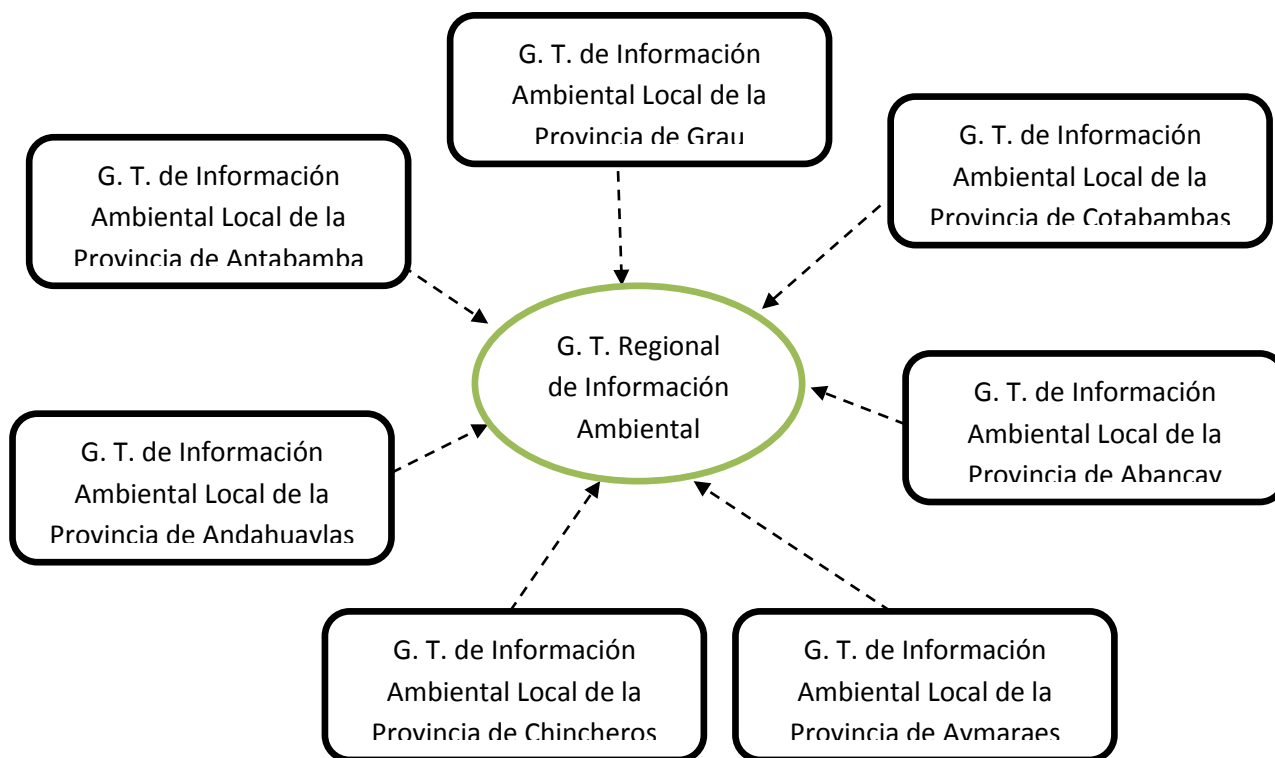 G. T. de Información
Ambiental Local de la
Provincia de Grau
G. T. de Información
Ambiental Local de la
Provincia de Cotabambas
G. T. de Información
Ambiental Local de la
Provincia de Antabamba
G. T. Regional
de Información
Ambiental
G. T. de Información
Ambiental Local de la
Provincia de Abancay
G. T. de Información
Ambiental Local de la
Provincia de Andahuaylas
G. T. de Información
Ambiental Local de la
Provincia de Chincheros
G. T. de Información
Ambiental Local de la
Provincia de Aymaraes